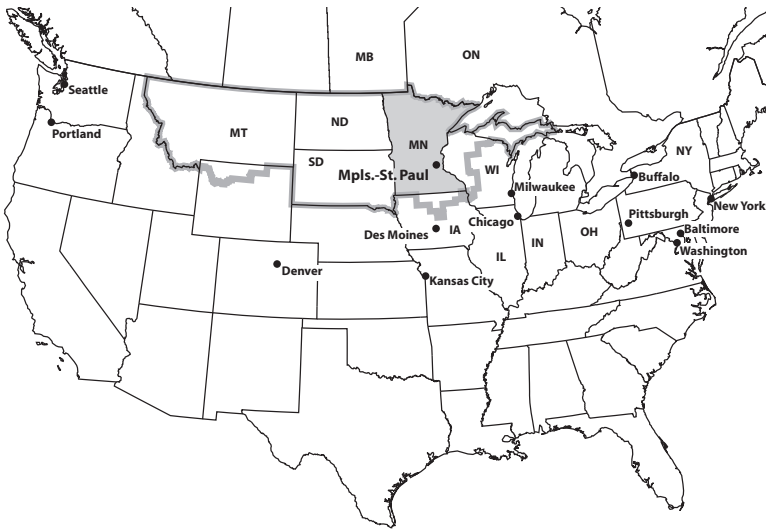 MB
ON
Seattle
Portland
MT
ND
MN
NY
SD
WI
Mpls.-St. Paul
Buffalo
Milwaukee
New York
Chicago
Pittsburgh
Des Moines
IA
OH
Baltimore
IL
IN
Washington
Denver
Kansas City